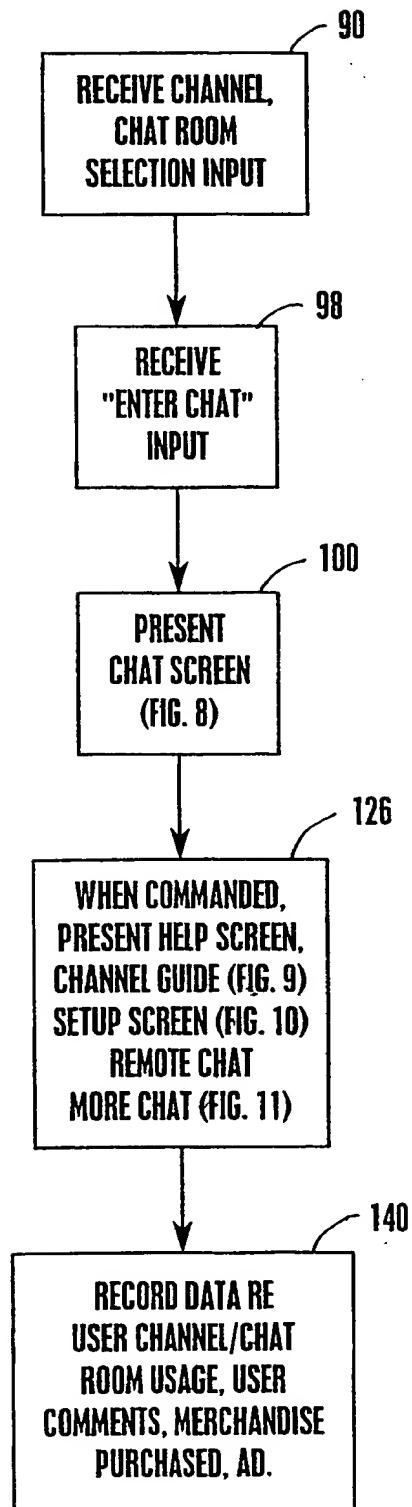 90
RECEIVE CHANNEL,
CHAT ROOM
SELECTION INPUT
98
RECEIVE
"ENTER CHAT"
INPUT
100
PRESENT
CHAT SCREEN
(FIG. 8)
126
WHEN COMMANDED,
PRESENT HELP SCREEN,
CHANNEL GUIDE (FIG. 9)
SETUP SCREEN (FIG. 10)
REMOTE CHAT
MORE CHAT (FIG. 11)
140
RECORD DATA RE
USER CHANNEL/CHAT
ROOM USAGE, USER
COMMENTS, MERCHANDISE
PURCHASED, AD.